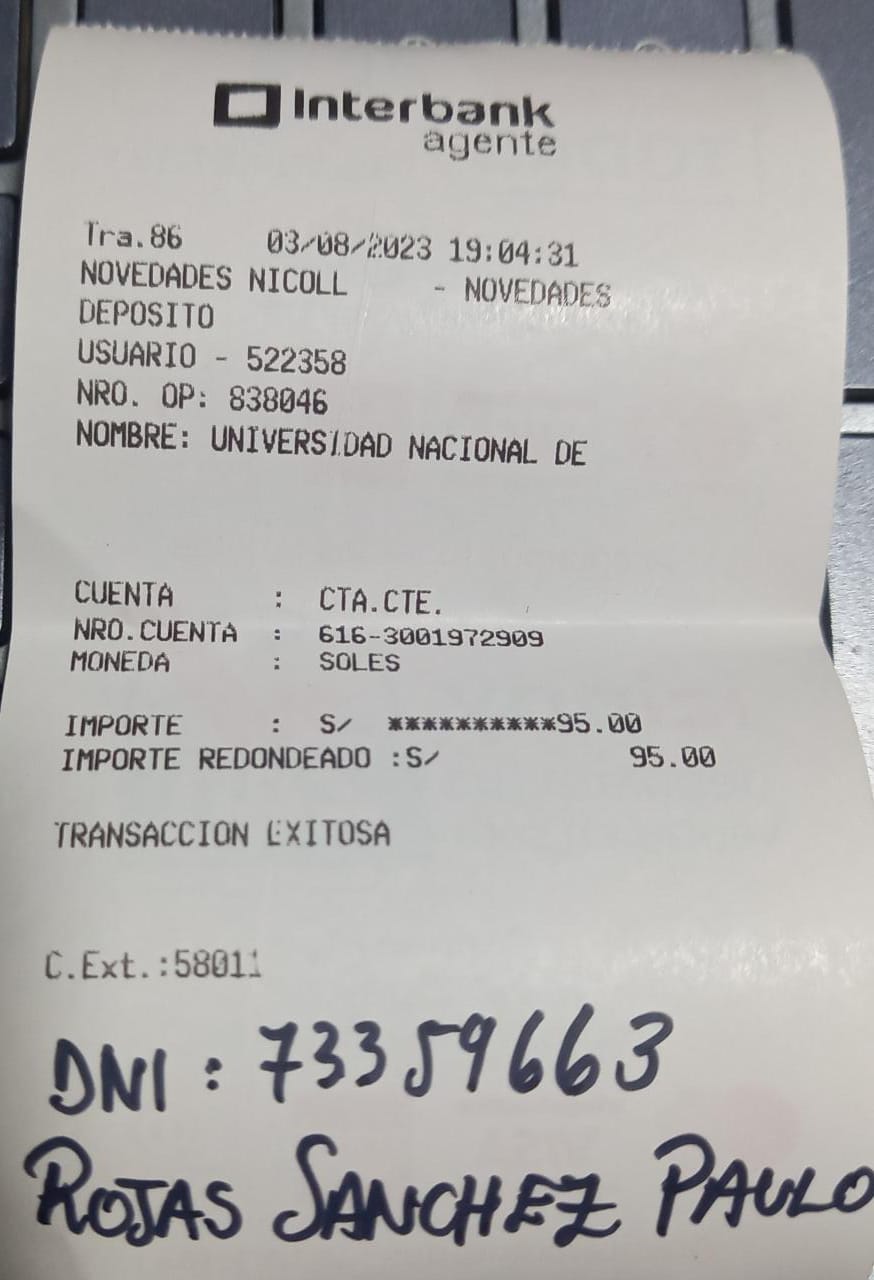 Interbank
agente
Tra.86 03/08/2023 19:04:31
NOVEDADES NICOLL - NOVEDADES
DEPOSITO
USUARIO - 522358
NRO. OP: 838046
NOMBRE: UNIVERSIDAD NACIONAL DE
CUENTA : CTA.CTE.
NRO.CUENTA : 616-3001972909
MONEDA : SOLES
IMPORTE : S/ **********95.00
IMPORTE REDONDEADO :S/ 95.00
TRANSACCION EXITOSA
C.Ext.:58011
DNI: 73359663
ROJAS SANCHEZ PAULO